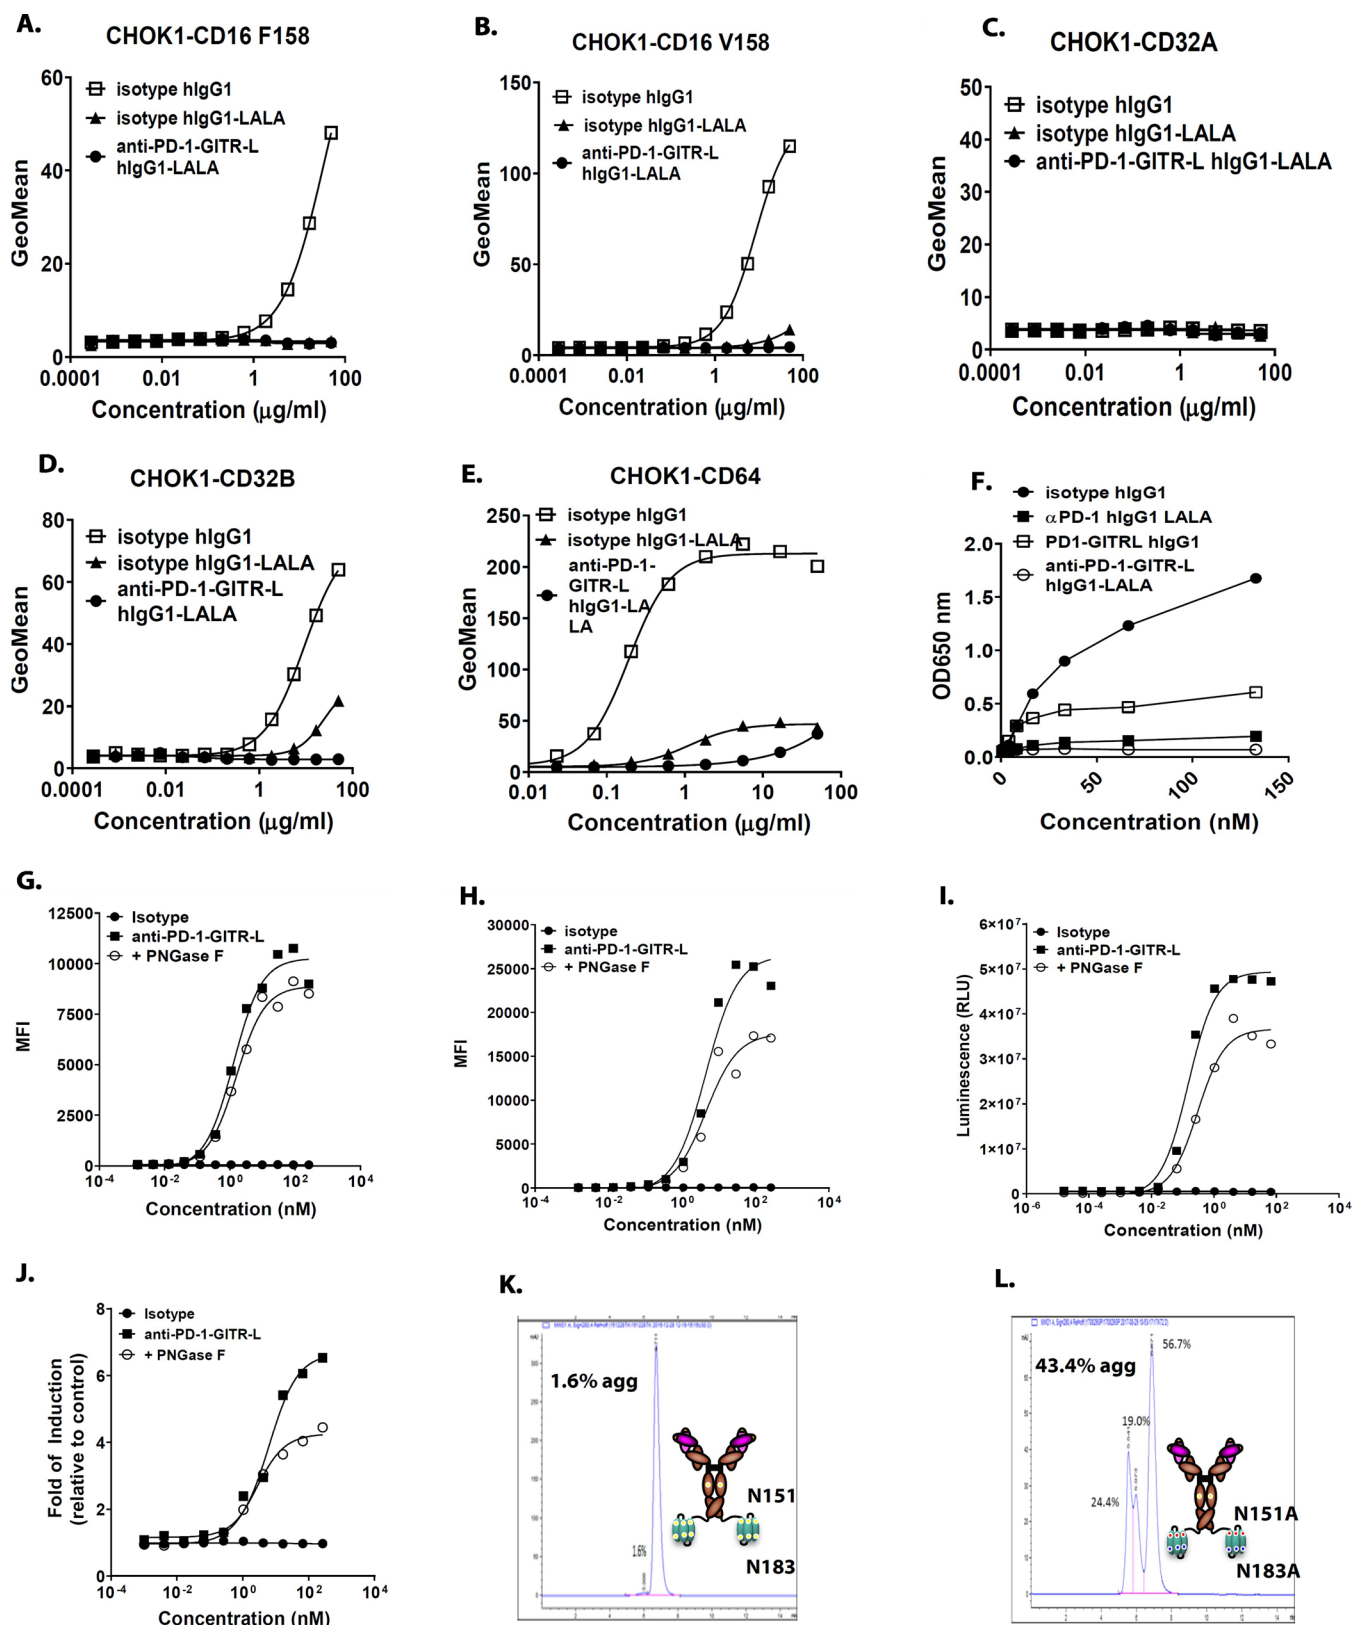 A.
CHOK1-CD16 F158
60
40
20
0
GeoMean
isotype hIgG1
isotype hIgG1-LALA
anti-PD-1-GITR-L
hIgG1-LALA
0.0001 0.01 1 100
Concentration (μg/ml)
B.
CHOK1-CD16 V158
150
100
50
0
GeoMean
isotype hIgG1
isotype hIgG1-LALA
anti-PD-1-GITR-L
hIgG1-LALA
0.0001 0.01 1 100
Concentration (μg/ml)
C.
CHOK1-CD32A
50
40
30
20
10
0
GeoMean
isotype hIgG1
isotype hIgG1-LALA
anti-PD-1-GITR-L hIgG1-LALA
0.0001 0.01 1 100
Concentration (μg/ml)
D.
CHOK1-CD32B
80
60
40
20
0
GeoMean
isotype hIgG1
isotype hIgG1-LALA
anti-PD-1-GITR-L
hIgG1-LALA
0.0001 0.01 1 100
Concentration (μg/ml)
E.
CHOK1-CD64
250
200
150
100
50
0
GeoMean
isotype hIgG1
isotype hIgG1-LALA
anti-PD-1-
GITR-L
hIgG1-LA
LA
0.01 0.1 1 10 100
Concentration (μg/ml)
F.
isotype hIgG1
αPD-1 hIgG1 LALA
PD1-GITRL hIgG1
anti-PD-1-GITR-L
hIgG1-LALA
2.0
1.5
1.0
0.5
0.0
OD650 nm
0 50 100 150
Concentration (nM)
G.
12500
10000
7500
5000
2500
0
MFI
Isotype
anti-PD-1-GITR-L
+ PNGase F
10⁻⁴ 10⁻² 10⁰ 10² 10⁴
Concentration (nM)
H.
30000
25000
20000
15000
10000
5000
0
MFI
isotype
anti-PD-1-GITR-L
+ PNGase F
10⁻⁴ 10⁻² 10⁰ 10² 10⁴
Concentration (nM)
I.
6×10⁷
5×10⁷
4×10⁷
3×10⁷
2×10⁷
1×10⁷
0
Luminescence (RLU)
Isotype
anti-PD-1-GITR-L
+ PNGase F
10⁻⁶ 10⁻⁴ 10⁻² 10⁰ 10² 10⁴
Concentration (nM)
J.
8
6
4
2
0
Fold of induction
(relative to control)
Isotype
anti-PD-1-GITR-L
+ PNGase F
10⁻⁴ 10⁻² 10⁰ 10² 10⁴
Concentration (nM)
K.
1.6% agg
1.6%
N151
N183
L.
43.4% agg
56.7%
19.0%
24.4%
N151A
N183A